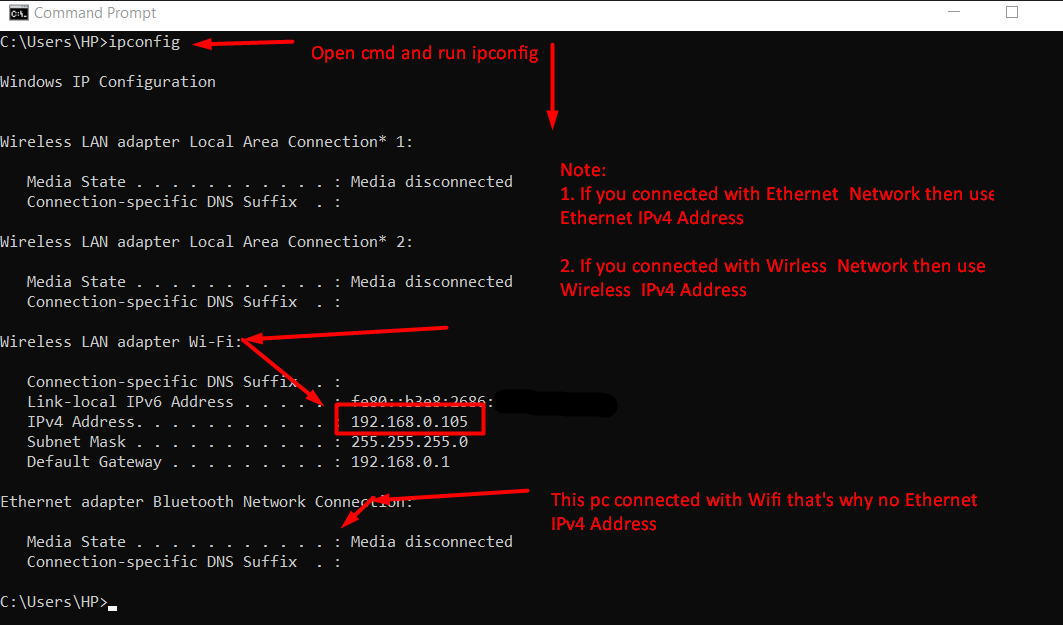 Command Prompt
C:\Users\HP>ipconfig
Open cmd and run ipconfig
Windows IP Configuration
Wireless LAN adapter Local Area Connection* 1:
Media State . . . . . . . . . . . : Media disconnected
Connection-specific DNS Suffix  . :
Note:
1. If you connected with Ethernet  Network then use
Ethernet IPv4 Address
Wireless LAN adapter Local Area Connection* 2:
2. If you connected with Wirless  Network then use
Wireless  IPv4 Address
Media State . . . . . . . . . . . : Media disconnected
Connection-specific DNS Suffix  . :
Wireless LAN adapter Wi-Fi:
Connection-specific DNS Suffix  . :
Link-local IPv6 Address . . . . . : fe80::b3e8:2686:
IPv4 Address. . . . . . . . . . . : 192.168.0.105
Subnet Mask . . . . . . . . . . . : 255.255.255.0
Default Gateway . . . . . . . . . : 192.168.0.1
Ethernet adapter Bluetooth Network Connection:
This pc connected with Wifi that's why no Ethernet
IPv4 Address
Media State . . . . . . . . . . . : Media disconnected
Connection-specific DNS Suffix  . :
C:\Users\HP>